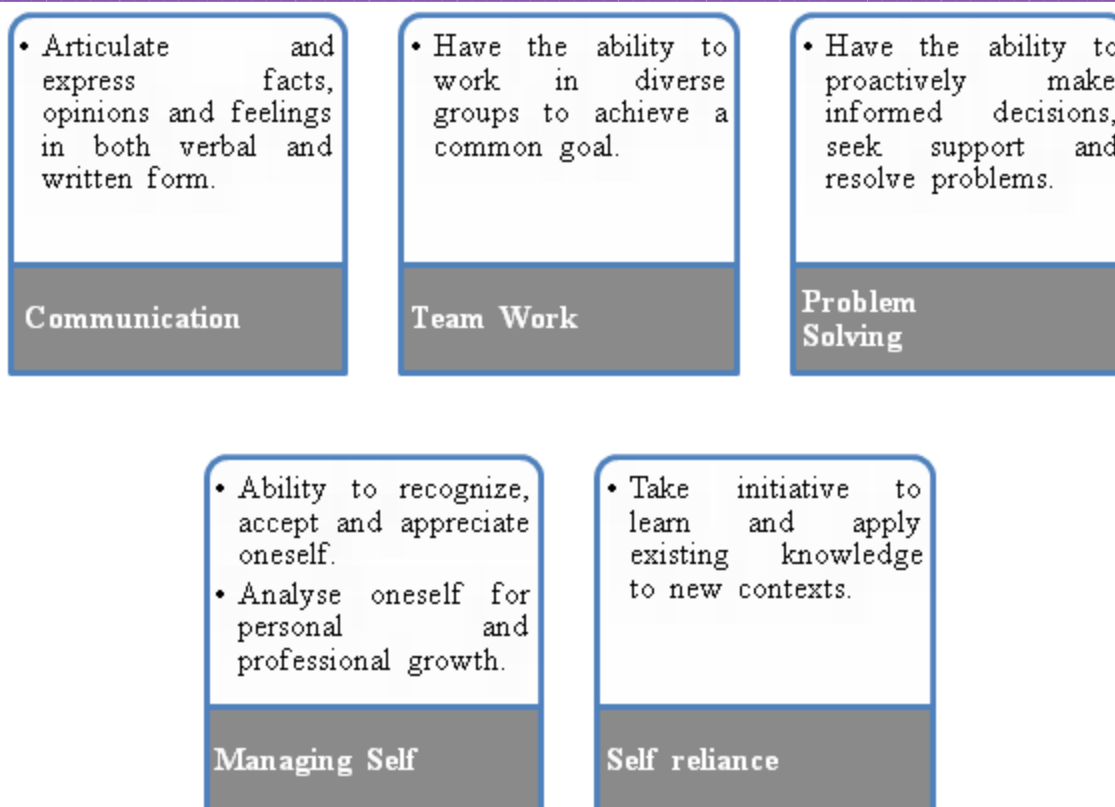 • Articulate and
express facts,
opinions and feelings
in both verbal and
written form.
Communication
• Have the ability to
work in diverse
groups to achieve a
common goal.
Team Work
• Have the ability to
proactively make
informed decisions,
seek support and
resolve problems.
Problem
Solving
• Ability to recognize,
accept and appreciate
oneself.
• Analyse oneself for
personal and
professional growth.
Managing Self
• Take initiative to
learn and apply
existing knowledge
to new contexts.
Self reliance